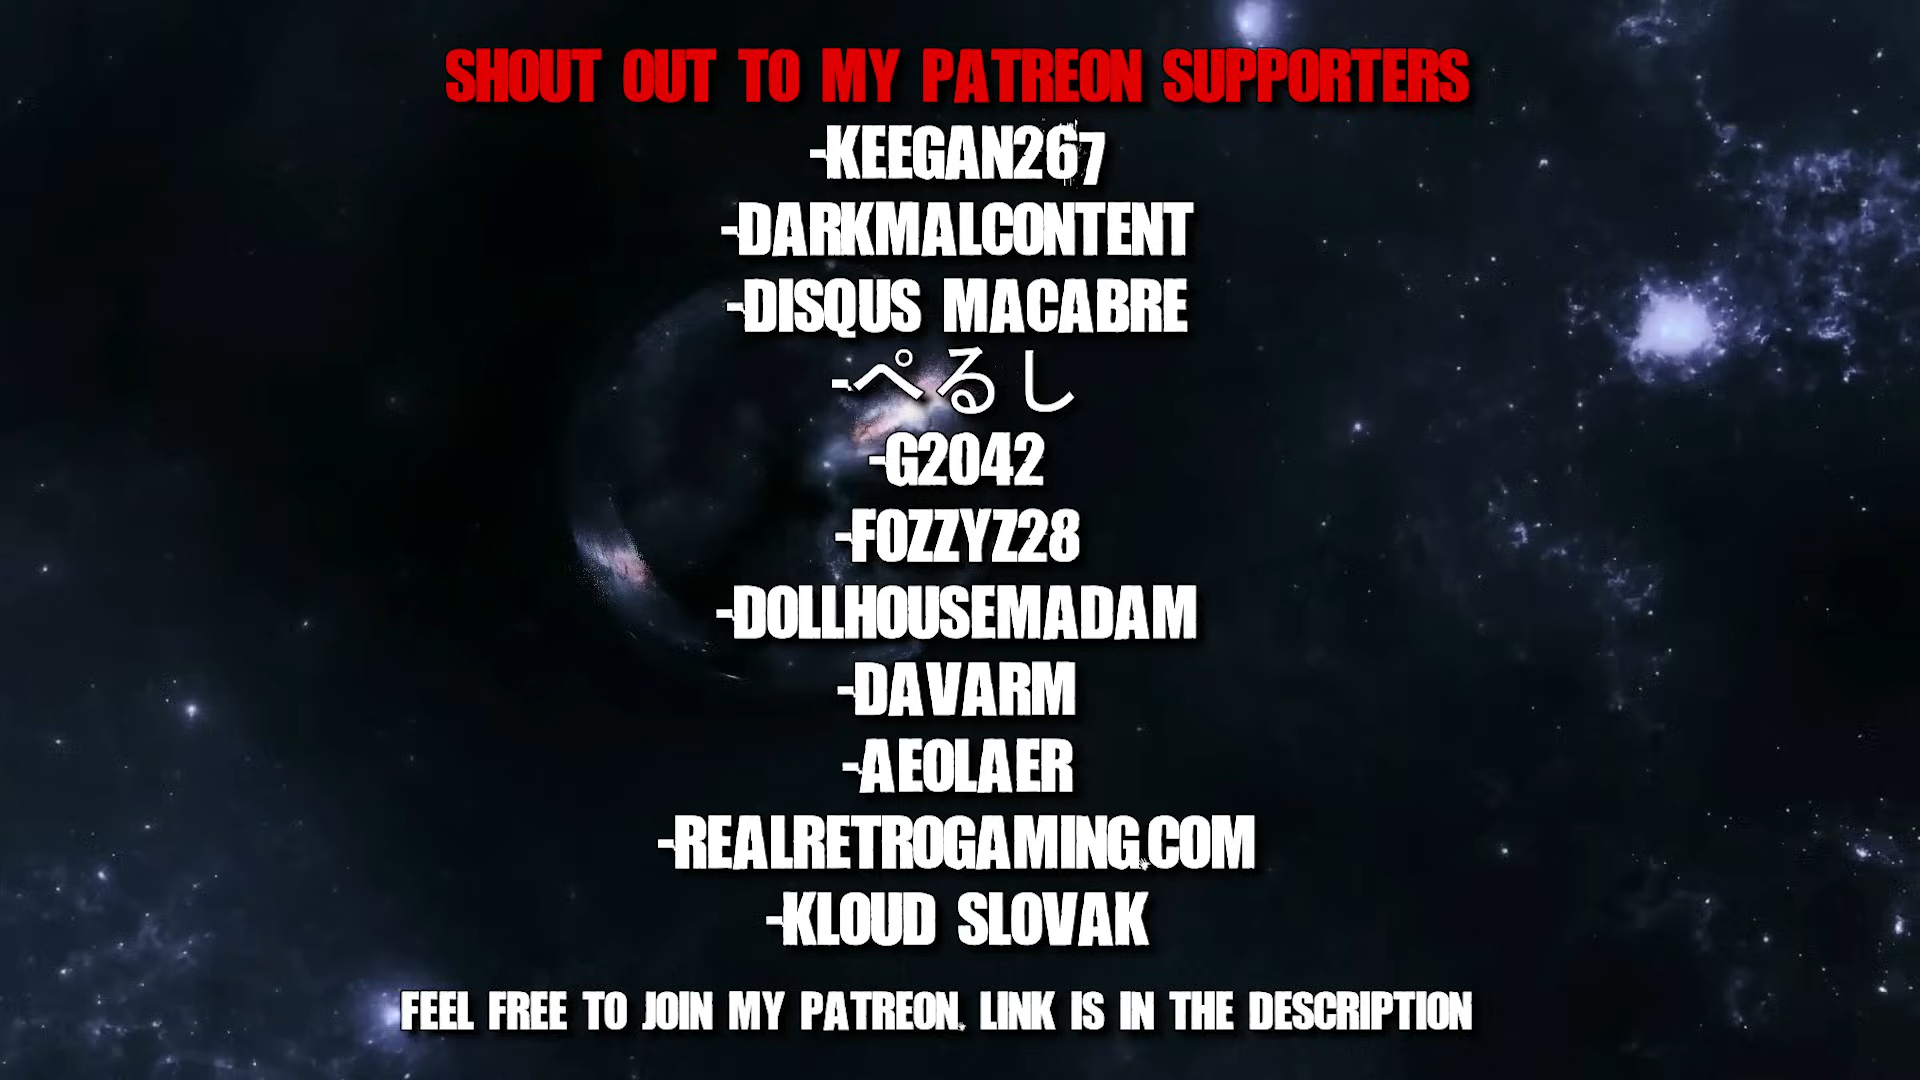 SHOUT OUT TO MY PATREON SUPPORTERS
-KEEGAN267
-DARKMALCONTENT
-DISQUS MACABRE
-ぺるし
-G2042
-FOZZYZ28
-DOLLHOUSEMADAM
-DAVARM
-AEOLAER
-REALRETROGAMING.COM
-KLOUD SLOVAK
FEEL FREE TO JOIN MY PATREON. LINK IS IN THE DESCRIPTION